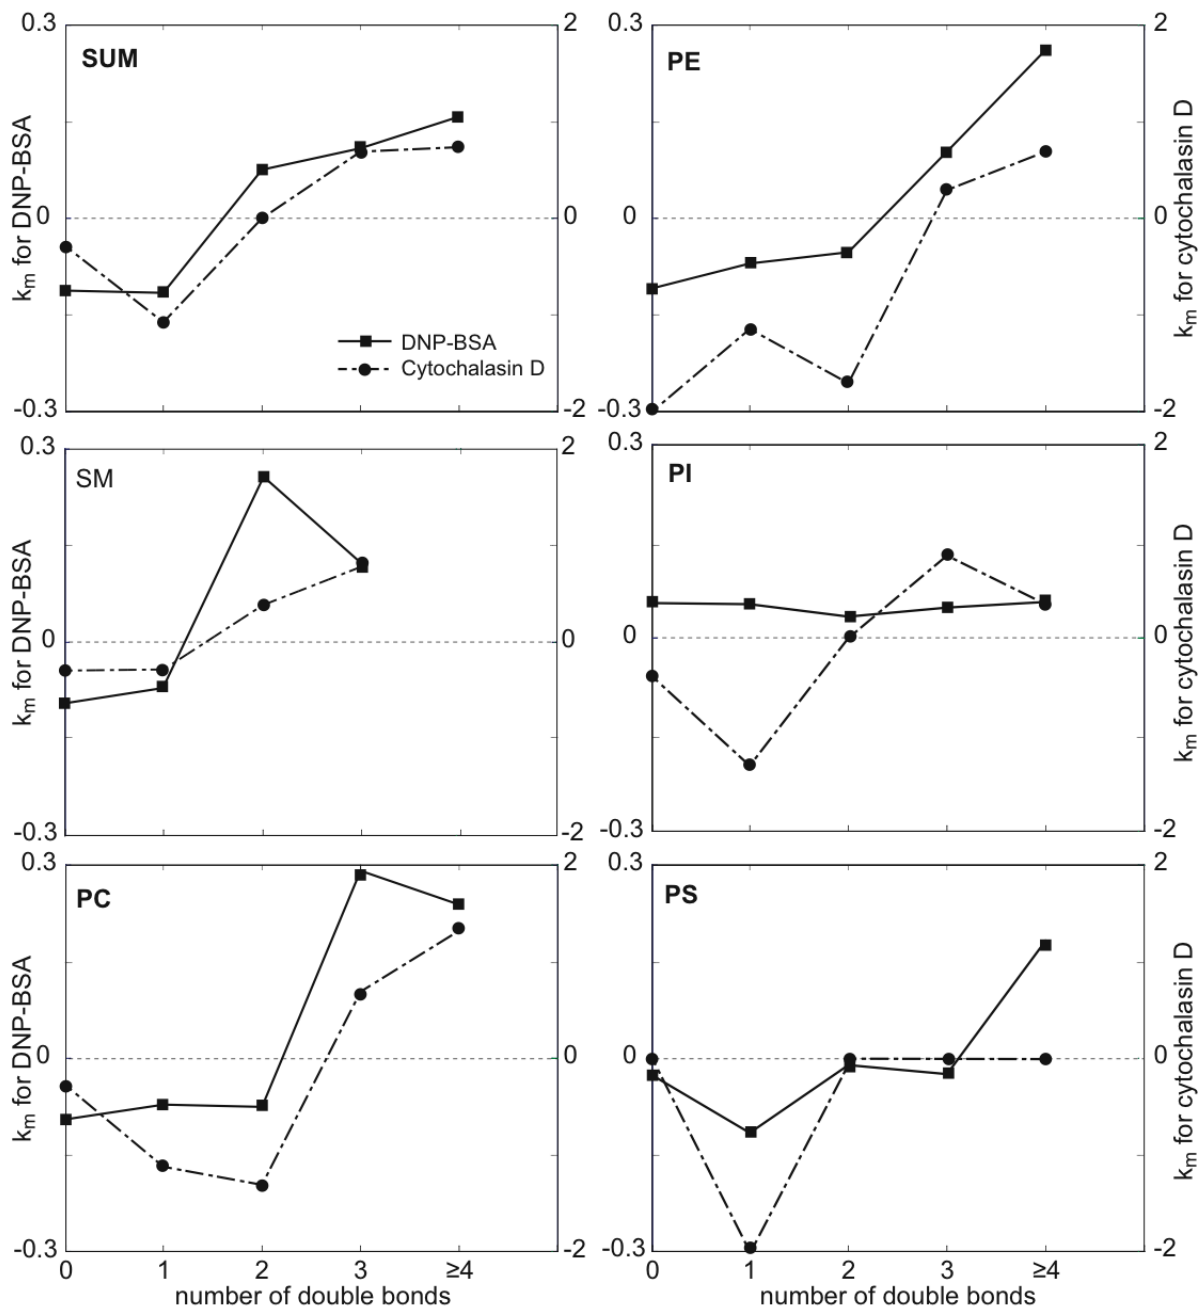 0.3
SUM
2
k_m for DNP-BSA
0
0
DNP-BSA
Cytochalasin D
-0.3
-2
0.3
PE
2
k_m for cytochalasin D
0
0
-0.3
-2
0.3
SM
2
k_m for DNP-BSA
0
0
-0.3
-2
0.3
PI
2
k_m for cytochalasin D
0
0
-0.3
-2
0.3
PC
2
k_m for DNP-BSA
0
0
-0.3
-2
0 1 2 3 ≥4
number of double bonds
0.3
PS
2
k_m for cytochalasin D
0
0
-0.3
-2
0 1 2 3 ≥4
number of double bonds